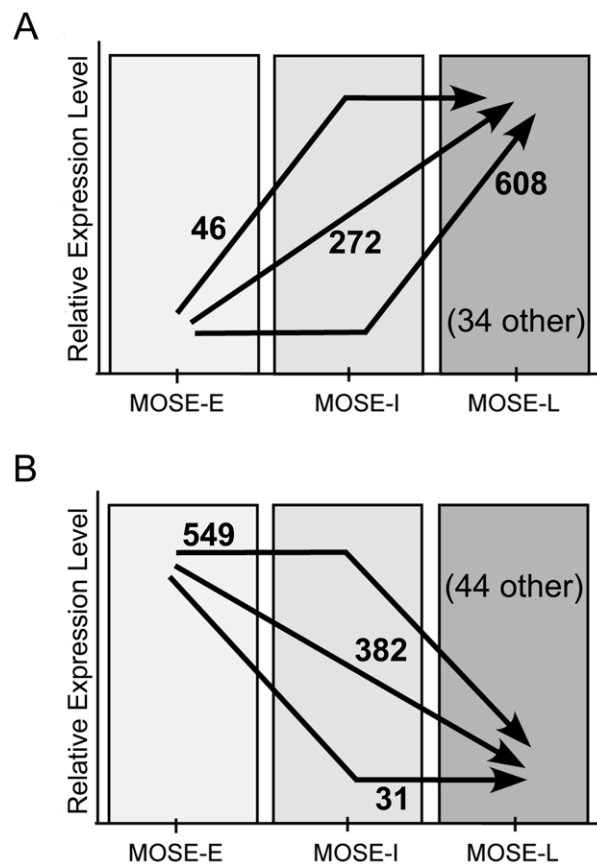 A
Relative Expression Level
46
272
608
(34 other)
MOSE-E
MOSE-I
MOSE-L
B
Relative Expression Level
549
382
31
(44 other)
MOSE-E
MOSE-I
MOSE-L